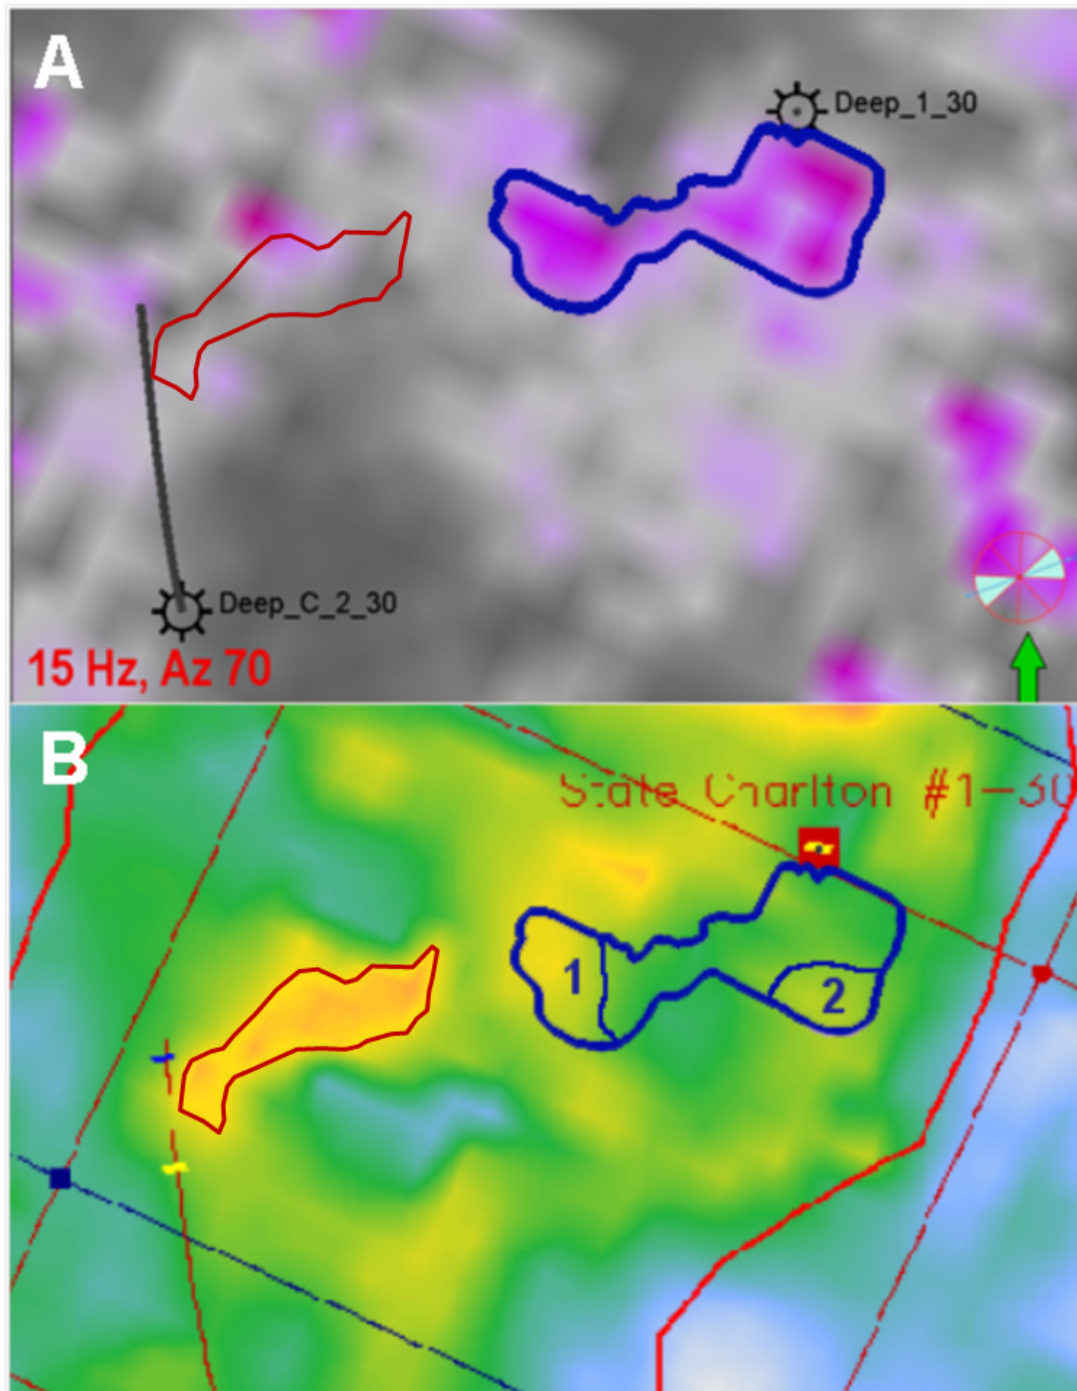 A
Deep_1_30
Deep_C_2_30
15 Hz, Az 70
B
State Charlton #1-30
1
2